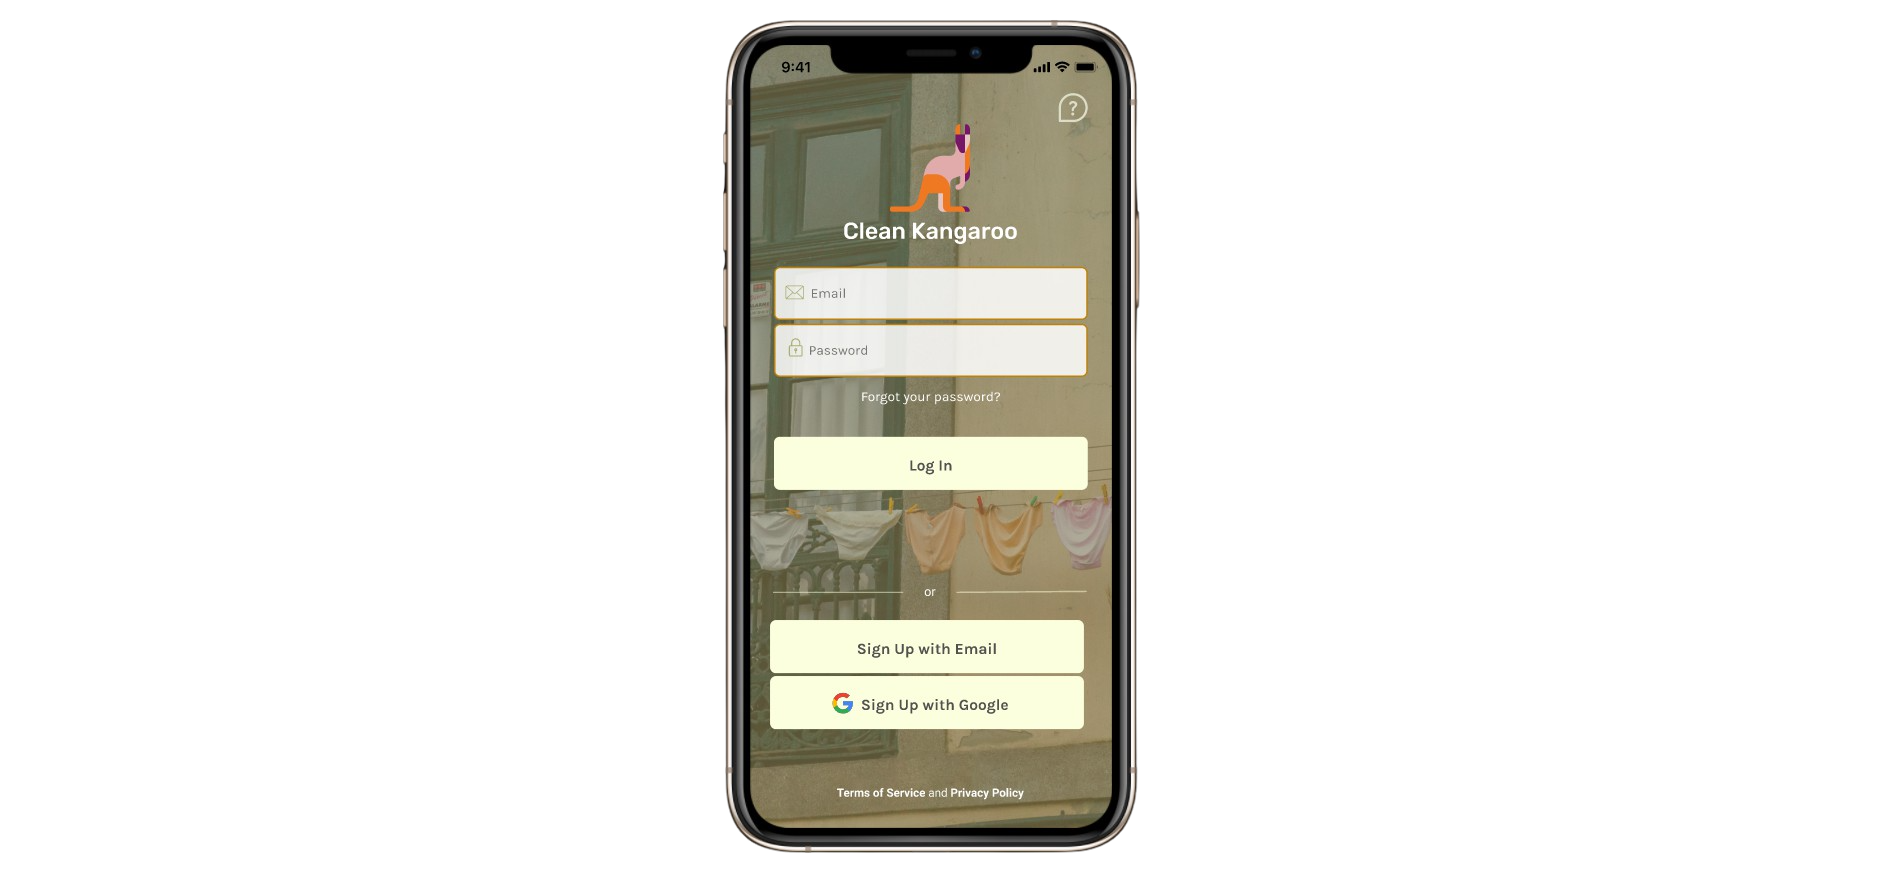 9:41
?
Clean Kangaroo
Email
Password
Forgot your password?
Log In
or
Sign Up with Email
Sign Up with Google
Terms of Service and Privacy Policy